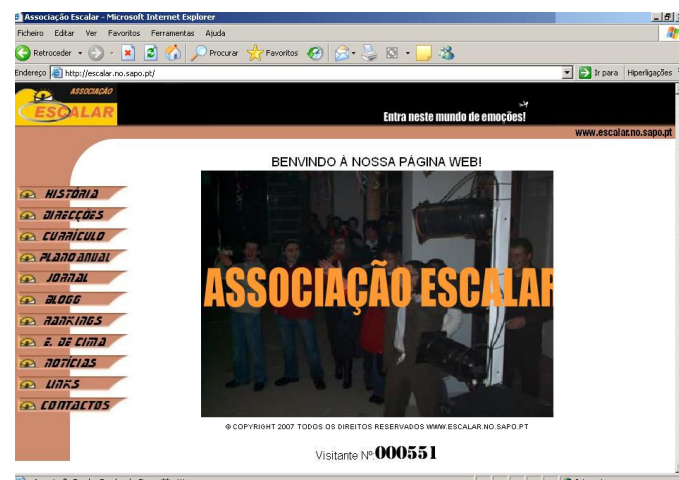 Associação Escalar - Microsoft Internet Explorer
Ficheiro Editar Ver Favoritos Ferramentas Ajuda
Retroceder Procurar Favoritos
Endereço http://escalar.no.sapo.pt/ Ir para Hiperligações
ASSOCIAÇÃO
ESCALAR
Entra neste mundo de emoções!
www.escalar.no.sapo.pt
BENVINDO À NOSSA PÁGINA WEB!
HISTÓRIA
DIRECÇÕES
CURRÍCULO
PLANO ANUAL
JORNAL
BLOGG
RANKINGS
E. DE CIMA
NOTÍCIAS
LINKS
CONTACTOS
ASSOCIAÇÃO ESCALAR
© COPYRIGHT 2007 TODOS OS DIREITOS RESERVADOS WWW.ESCALAR.NO.SAPO.PT
Visitante Nº:000551